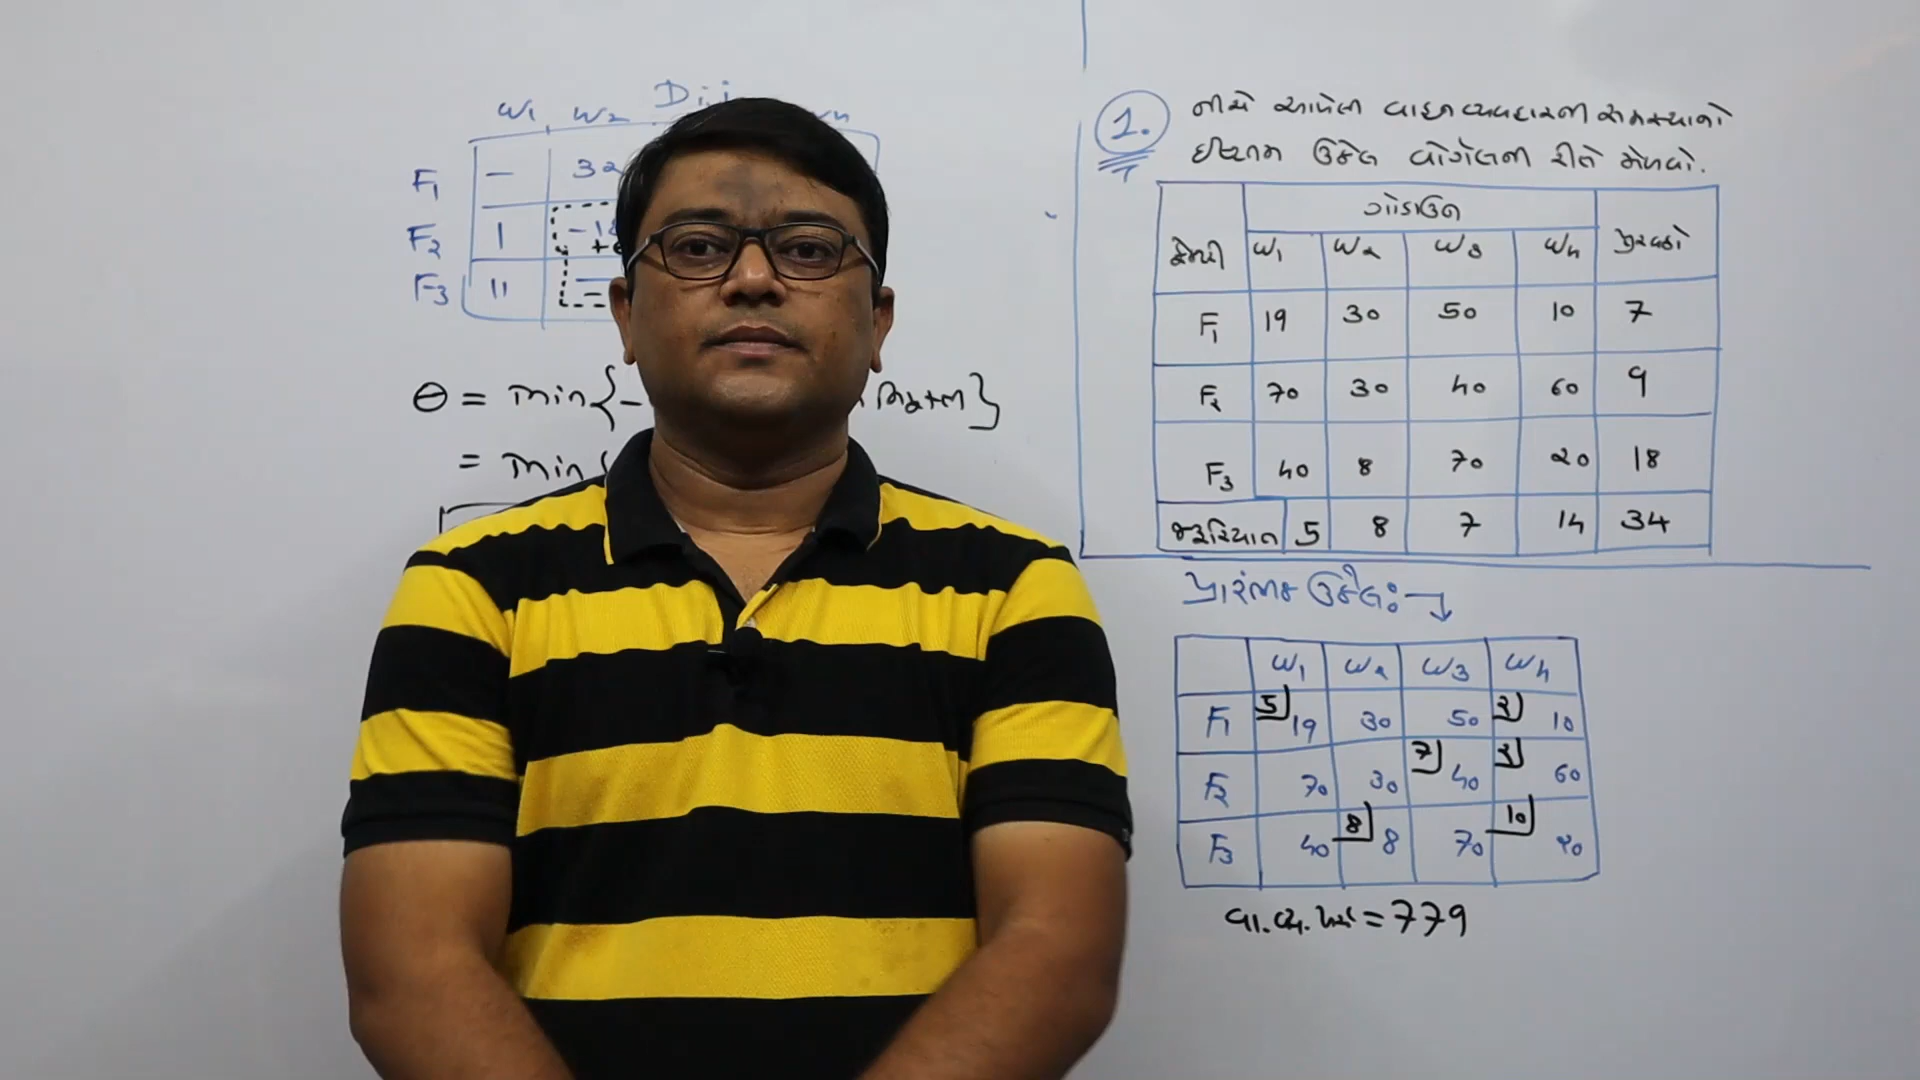 Dij
W₁ W₂
F₁ – 32
F₂ 1 -18 +
F₃ 11 –
θ = min{-
= min{
1. નીચે આપેલ વાહન વ્યવહારની સમસ્યાનો
ઈષ્ટતમ ઉકેલ વોગેલની રીતે મેળવો.
ગોડાઉન
W₁ W₂ W₃ W₄ પુરવઠો
F₁ 19 30 50 10 7
F₂ 70 30 40 60 9
F₃ 40 8 70 20 18
જરૂરિયાત 5 8 7 14 34
પ્રારંભિક ઉકેલ:→
W₁ W₂ W₃ W₄
F₁ 5 19 30 50 2 10
F₂ 70 30 7 40 2 60
F₃ 40 8 8 70 10 20
વા.વ્ય. ખર્ચ = 779